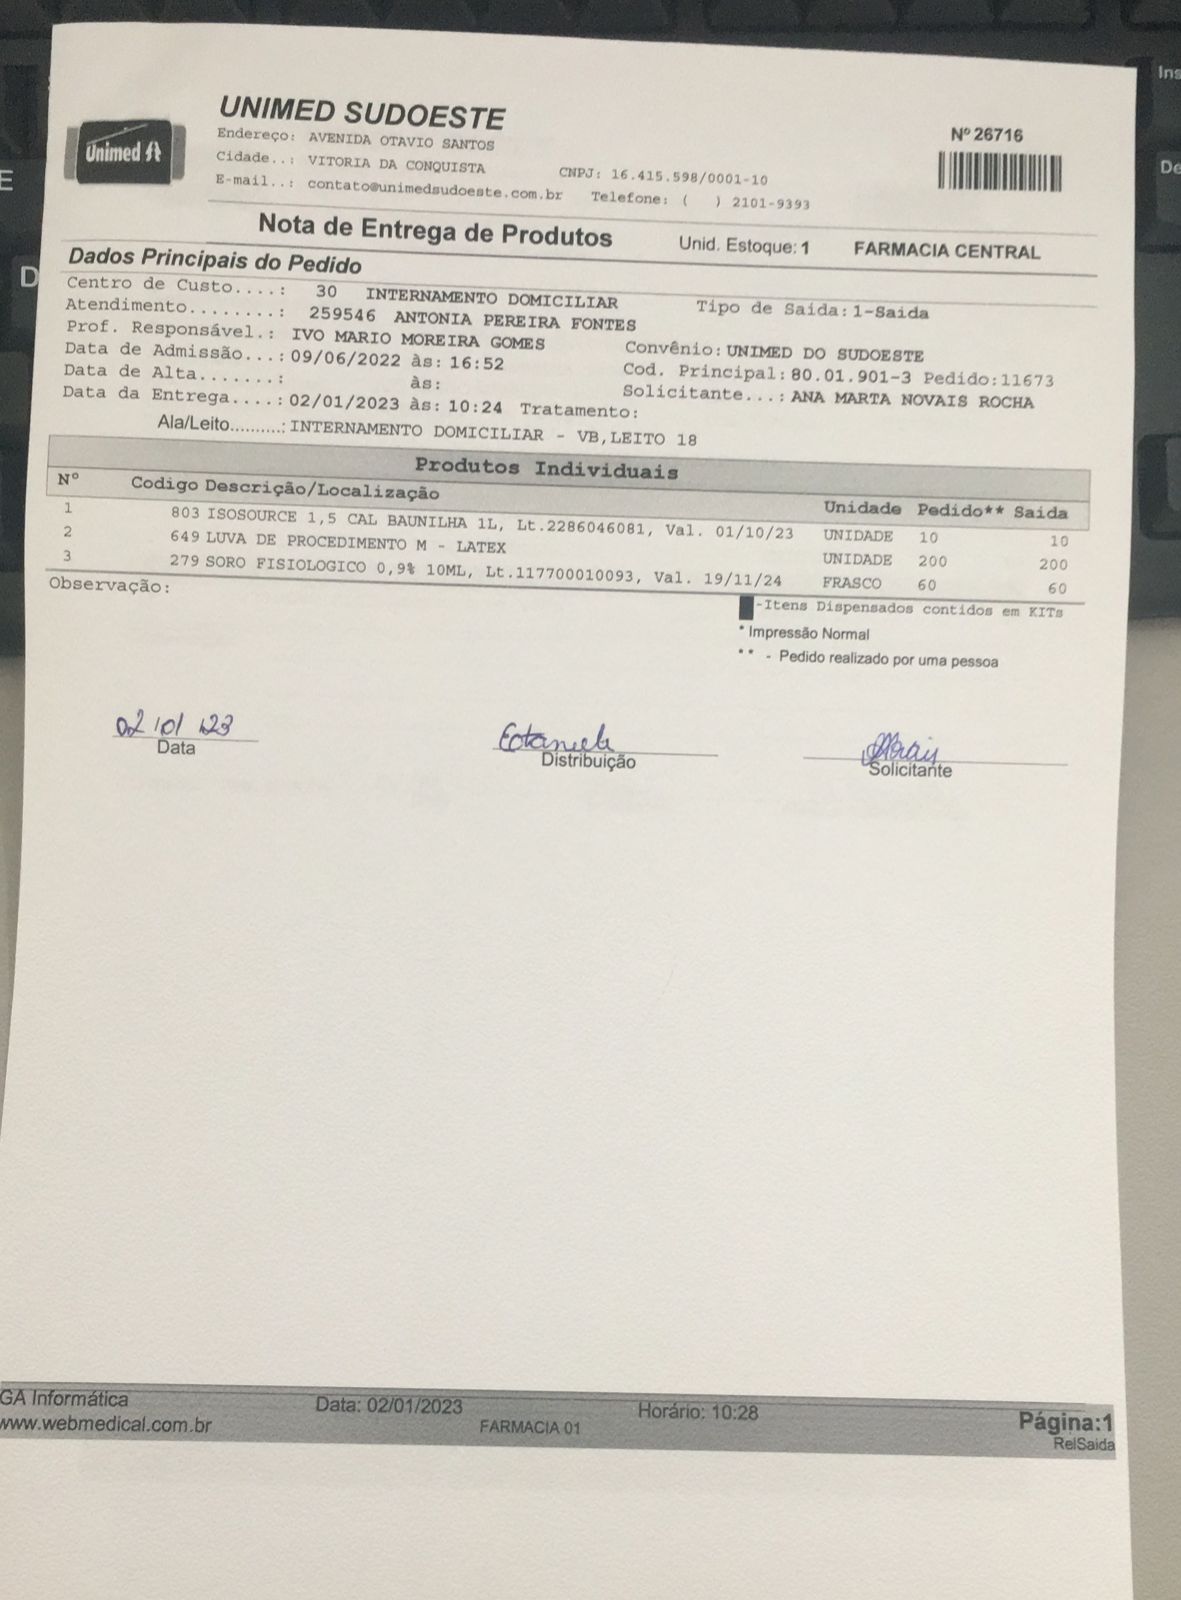 UNIMED SUDOESTE
Unimed
Endereço: AVENIDA OTAVIO SANTOS
Cidade..: VITORIA DA CONQUISTA CNPJ: 16.415.598/0001-10
E-mail..: contato@unimedsudoeste.com.br Telefone: ( ) 2101-9393
Nº 26716
Nota de Entrega de Produtos Unid. Estoque: 1 FARMACIA CENTRAL
Dados Principais do Pedido
Centro de Custo....: 30 INTERNAMENTO DOMICILIAR Tipo de Saida: 1-Saida
Atendimento........: 259546 ANTONIA PEREIRA FONTES
Prof. Responsável.: IVO MARIO MOREIRA GOMES Convênio: UNIMED DO SUDOESTE
Data de Admissão...: 09/06/2022 às: 16:52 Cod. Principal: 80.01.901-3 Pedido: 11673
Data de Alta.......: às: Solicitante...: ANA MARTA NOVAIS ROCHA
Data da Entrega....: 02/01/2023 às: 10:24 Tratamento:
Ala/Leito..........: INTERNAMENTO DOMICILIAR - VB, LEITO 18
Produtos Individuais
Nº Codigo Descrição/Localização Unidade Pedido** Saida
1 803 ISOSOURCE 1,5 CAL BAUNILHA 1L, Lt.2286046081, Val. 01/10/23 UNIDADE 10 10
2 649 LUVA DE PROCEDIMENTO M - LATEX UNIDADE 200 200
3 279 SORO FISIOLOGICO 0,9% 10ML, Lt.117700010093, Val. 19/11/24 FRASCO 60 60
Observação:
-Itens Dispensados contidos em KITs
* Impressão Normal
** - Pedido realizado por uma pessoa
02/01/23
Data Distribuição Solicitante
GA Informática Data: 02/01/2023 Horário: 10:28 Página:1
www.webmedical.com.br FARMACIA 01 RelSaida
Ins
De
E
D